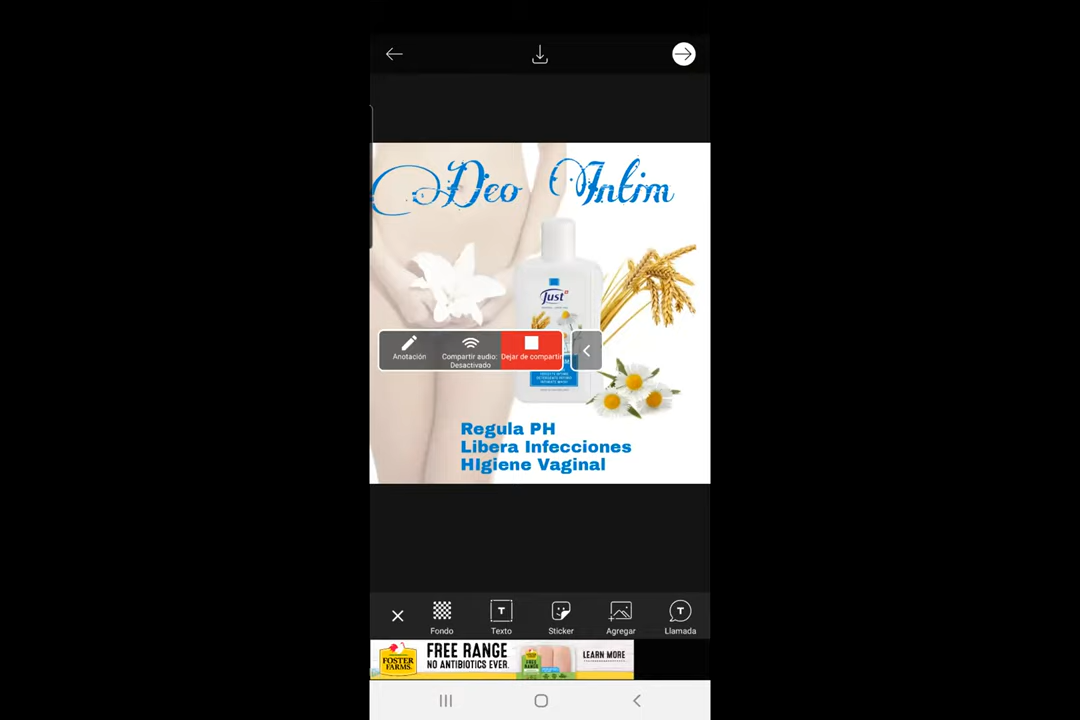 Deo Intim
Just
Anotación
Compartir audio:
Desactivado
Dejar de compartir
Regula PH
Libera Infecciones
HIgiene Vaginal
Fondo
Texto
Sticker
Agregar
Llamada
FOSTER
FARMS
FREE RANGE
NO ANTIBIOTICS EVER.
LEARN MORE